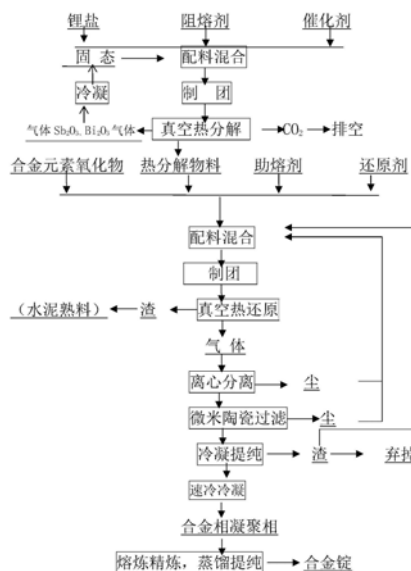 锂盐 阻熔剂 催化剂
固态 配料混合
冷凝 制团
气体 Sb₂O₃. Bi₂O₃ 气体 真空热分解 CO₂ 排空
合金元素氧化物 热分解物料 助熔剂 还原剂
配料混合
制团
(水泥熟料) 渣 真空热还原
气体
离心分离 尘
微米陶瓷过滤 尘
冷凝提纯 渣 弃控
速冷冷凝
合金相凝聚相
熔炼精炼,蒸馏提纯 合金锭